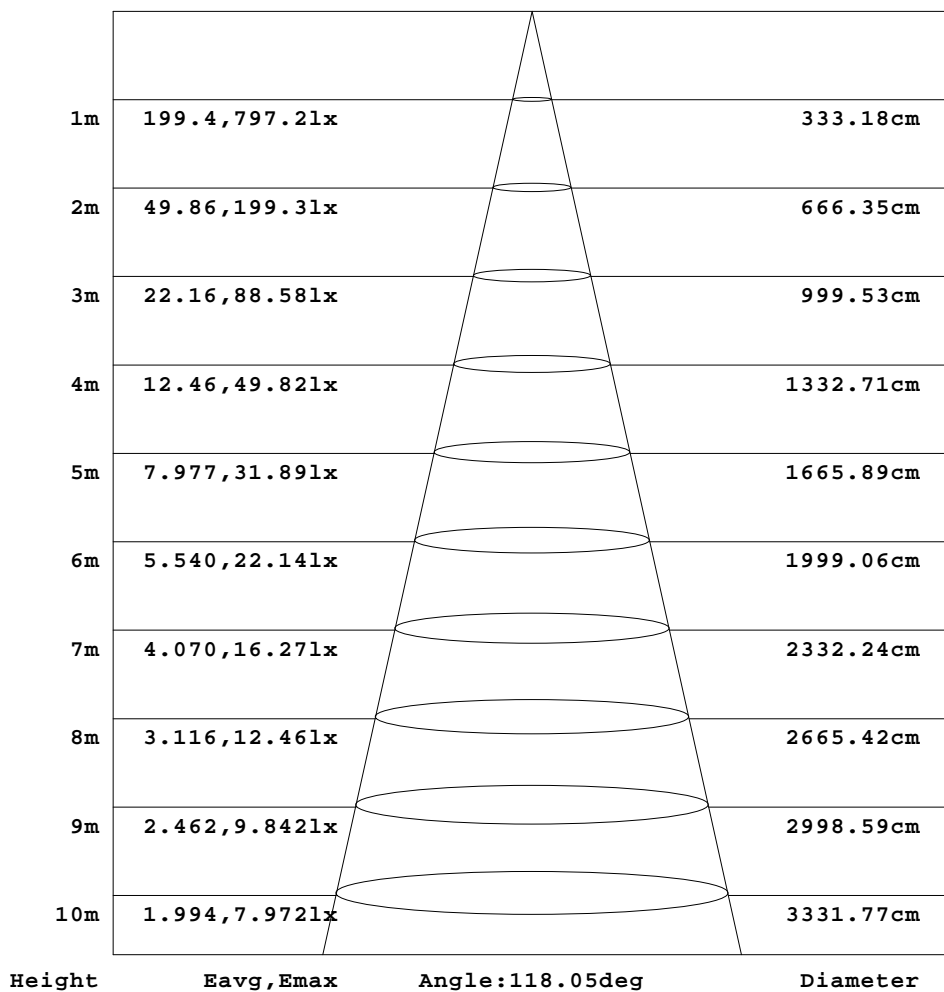 1m 199.4,797.2lx 333.18cm
2m 49.86,199.3lx 666.35cm
3m 22.16,88.58lx 999.53cm
4m 12.46,49.82lx 1332.71cm
5m 7.977,31.89lx 1665.89cm
6m 5.540,22.14lx 1999.06cm
7m 4.070,16.27lx 2332.24cm
8m 3.116,12.46lx 2665.42cm
9m 2.462,9.842lx 2998.59cm
10m 1.994,7.972lx 3331.77cm
Height Eavg,Emax Angle:118.05deg Diameter